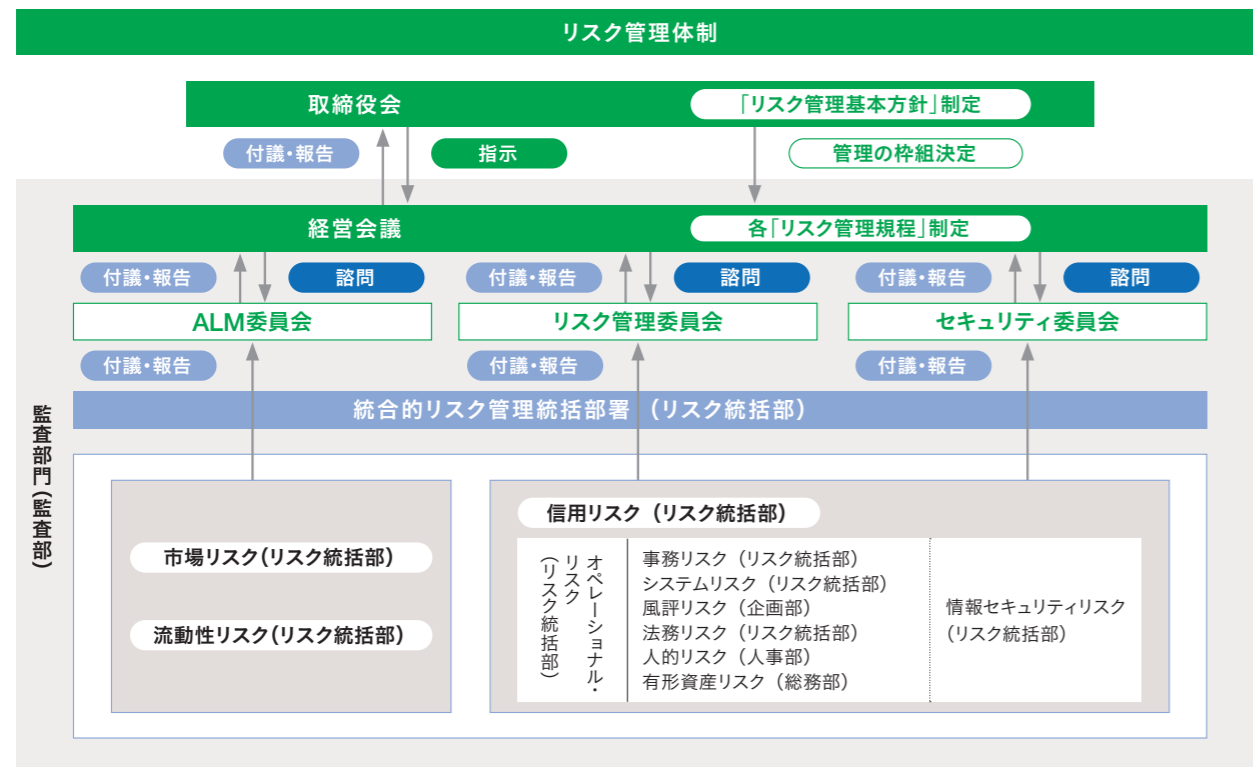 リスク管理体制
取締役会
「リスク管理基本方針」制定
付議・報告
指示
管理の枠組決定
経営会議
各「リスク管理規程」制定
付議・報告
諮問
付議・報告
諮問
付議・報告
諮問
ALM委員会
リスク管理委員会
セキュリティ委員会
付議・報告
付議・報告
付議・報告
統合的リスク管理統括部署（リスク統括部）
監査部門(監査部)
市場リスク(リスク統括部)
流動性リスク(リスク統括部)
信用リスク（リスク統括部）
オペレーショナル・
リスク
（リスク統括部）
事務リスク（リスク統括部）
システムリスク（リスク統括部）
風評リスク（企画部）
法務リスク（リスク統括部）
人的リスク（人事部）
有形資産リスク（総務部）
情報セキュリティリスク
（リスク統括部）